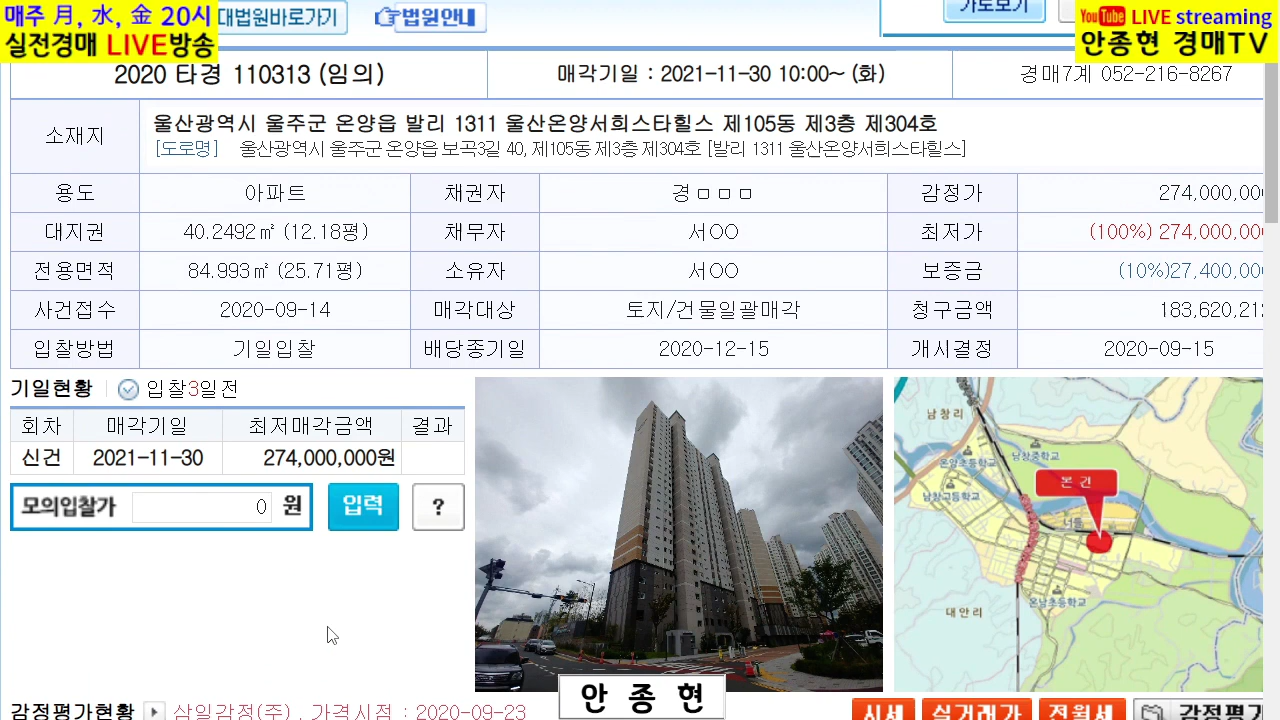 매주 月, 水, 金 20시
실전경매 LIVE방송
대법원바로가기
법원안내
YouTube LIVE streaming
안종현 경매TV
2020 타경 110313 (임의)
매각기일 : 2021-11-30 10:00~ (화)
경매7계 052-216-8267
소재지
울산광역시 울주군 온양읍 발리 1311 울산온양서희스타힐스 제105동 제3층 제304호
[도로명] 울산광역시 울주군 온양읍 보곡3길 40, 제105동 제3층 제304호 [발리 1311 울산온양서희스타힐스]
용도 아파트 채권자 경ㅁㅁㅁ 감정가 274,000,00
대지권 40.2492㎡ (12.18평) 채무자 서OO 최저가 (100%) 274,000,00
전용면적 84.993㎡ (25.71평) 소유자 서OO 보증금 (10%)27,400,00
사건접수 2020-09-14 매각대상 토지/건물일괄매각 청구금액 183,620,21
입찰방법 기일입찰 배당종기일 2020-12-15 개시결정 2020-09-15
기일현황 입찰3일전
회차 매각기일 최저매각금액 결과
신건 2021-11-30 274,000,000원
모의입찰가 0 원 입력 ?
남창리
남창중학교
온양초등학교
남창고등학교
본 건
온남초등학교
대안리
안 종 현
감정평가현황 삼일감정(주) , 가격시점 : 2020-09-23
시세 실거래가 전월세 감정평가